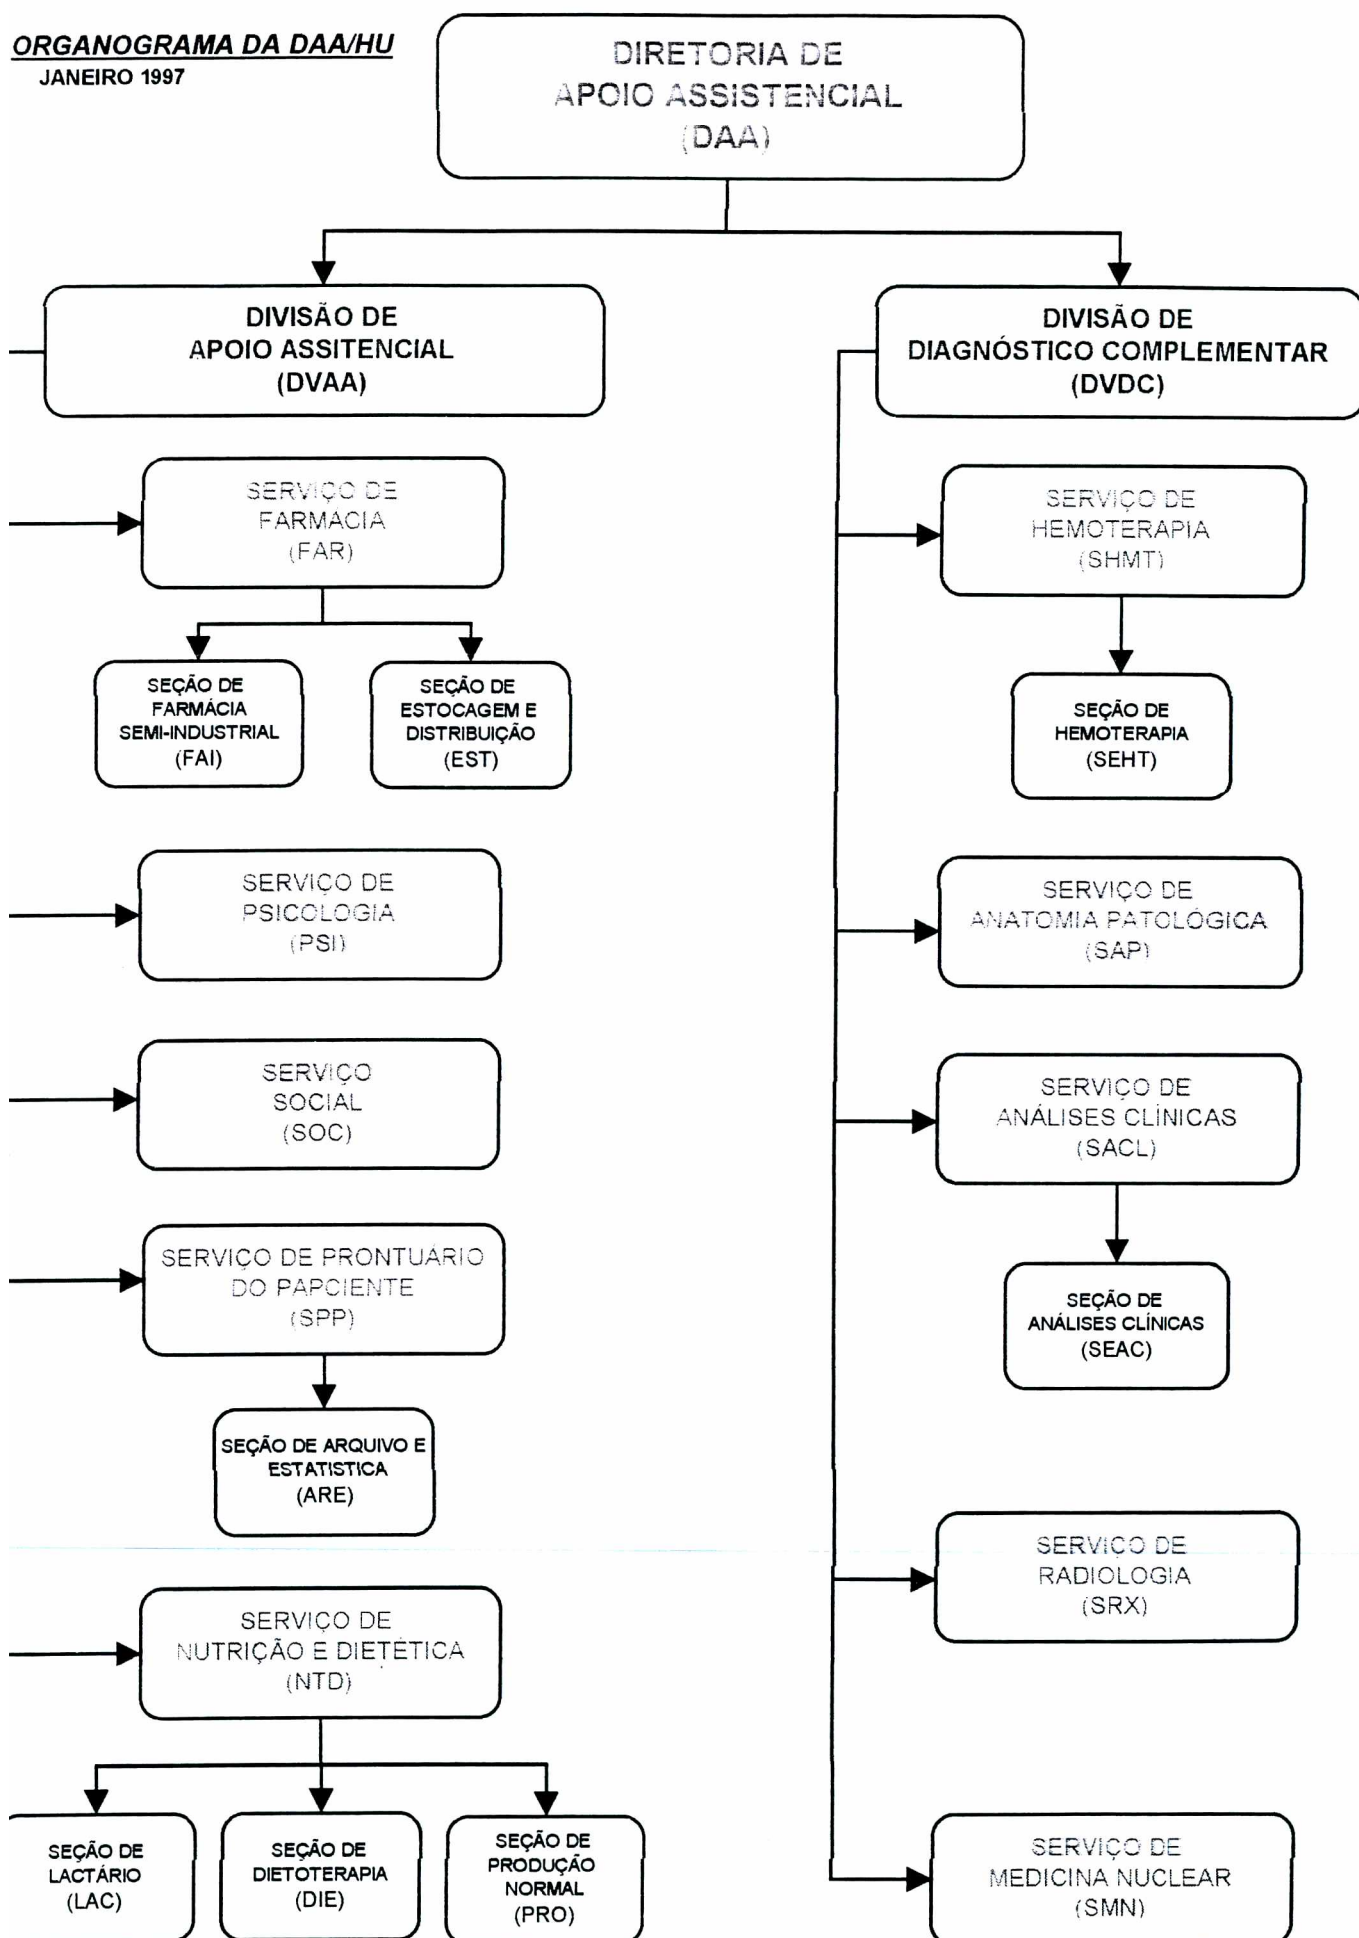 ORGANOGRAMA DA DAA/HU
JANEIRO 1997
DIRETORIA DE
APOIO ASSISTENCIAL
(DAA)
DIVISÃO DE
APOIO ASSITENCIAL
(DVAA)
SERVIÇO DE
FARMÁCIA
(FAR)
SEÇÃO DE
FARMÁCIA
SEMI-INDUSTRIAL
(FAI)
SEÇÃO DE
ESTOCAGEM E
DISTRIBUIÇÃO
(EST)
SERVIÇO DE
PSICOLOGIA
(PSI)
SERVIÇO
SOCIAL
(SOC)
SERVIÇO DE PRONTUÁRIO
DO PAPCIENTE
(SPP)
SEÇÃO DE ARQUIVO E
ESTATISTICA
(ARE)
SERVIÇO DE
NUTRIÇÃO E DIETÉTICA
(NTD)
SEÇÃO DE
LACTÁRIO
(LAC)
SEÇÃO DE
DIETOTERAPIA
(DIE)
SEÇÃO DE
PRODUÇÃO
NORMAL
(PRO)
DIVISÃO DE
DIAGNÓSTICO COMPLEMENTAR
(DVDC)
SERVIÇO DE
HEMOTERAPIA
(SHMT)
SEÇÃO DE
HEMOTERAPIA
(SEHT)
SERVIÇO DE
ANATOMIA PATOLÓGICA
(SAP)
SERVIÇO DE
ANÁLISES CLÍNICAS
(SACL)
SEÇÃO DE
ANÁLISES CLÍNICAS
(SEAC)
SERVIÇO DE
RADIOLOGIA
(SRX)
SERVIÇO DE
MEDICINA NUCLEAR
(SMN)